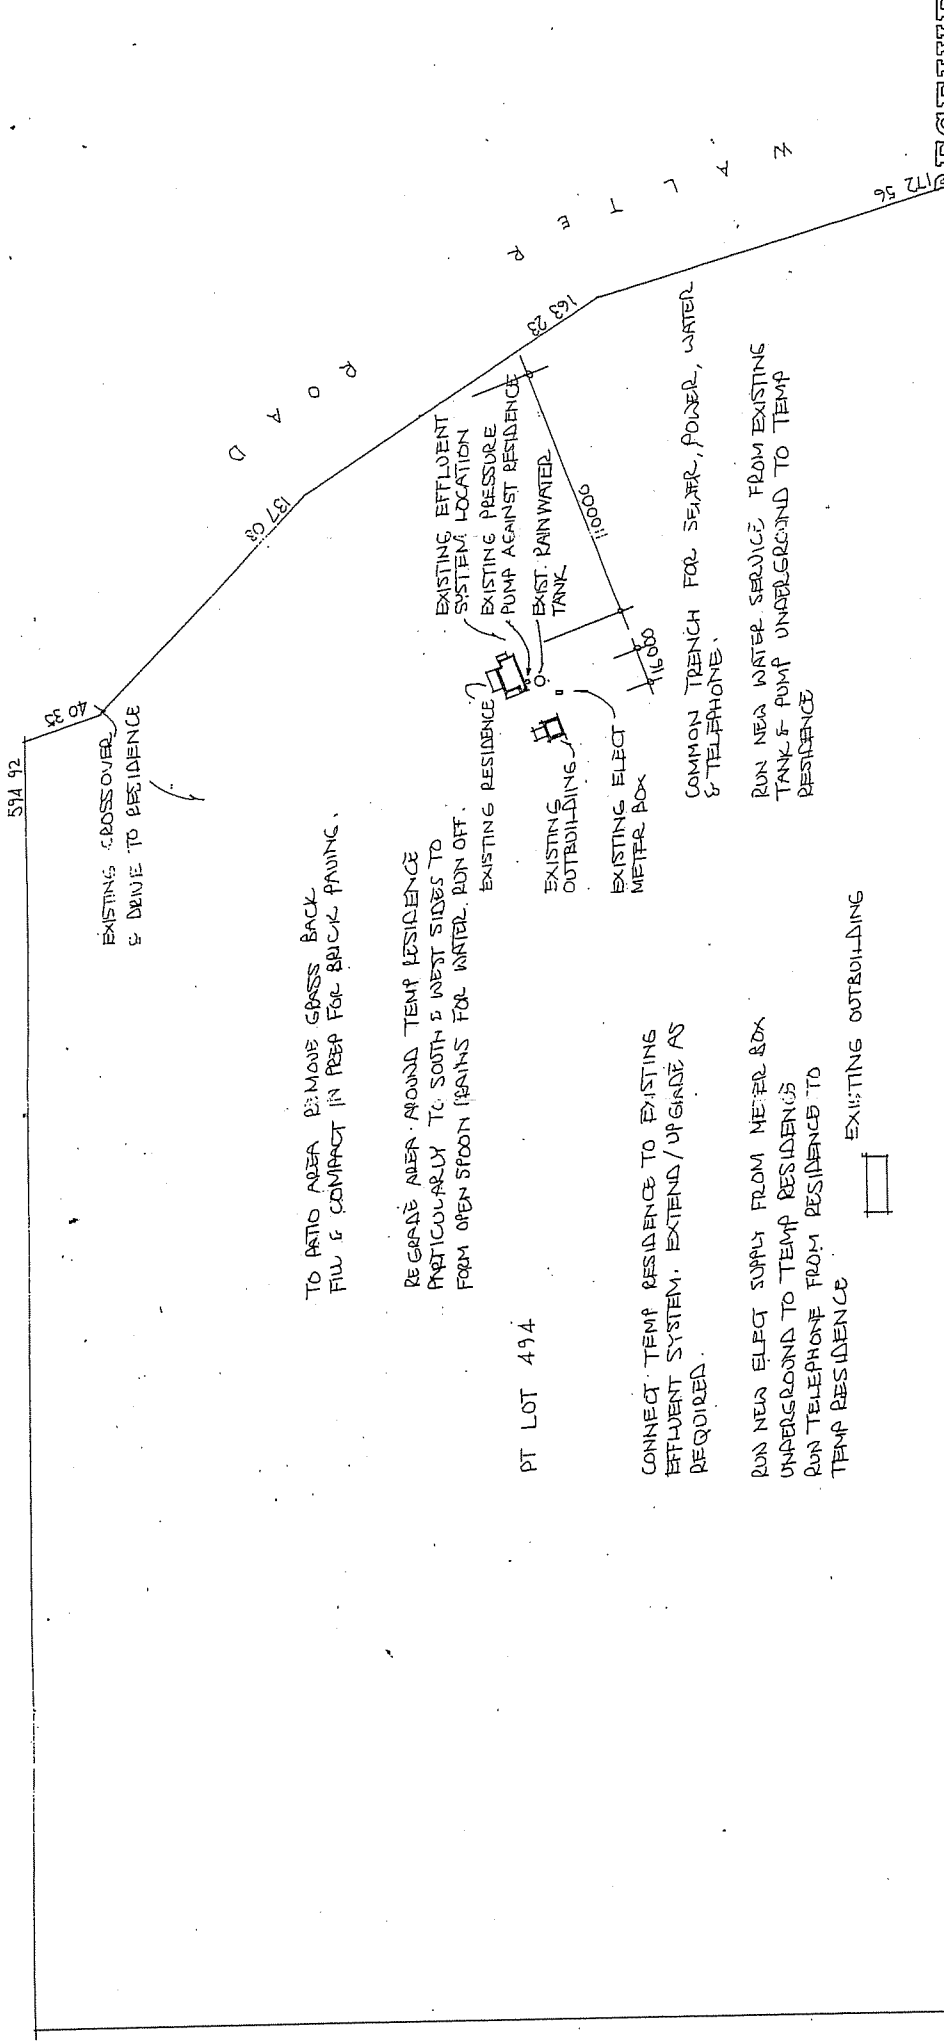 594 92
40 35
EXISTING CROSSOVER
& DRIVE TO RESIDENCE
137 03
ROAD
TO PATIO AREA REMOVE GRASS BACK
FILL & COMPACT IN PREP FOR BRICK PAVING.
REGRADE AREA AROUND TEMP RESIDENCE
PARTICULARLY TO SOUTH & WEST SIDES TO
FORM OPEN SPOON DRAINS FOR WATER RUN OFF.
EXISTING EFFLUENT
SYSTEM LOCATION
EXISTING PRESSURE
PUMP AGAINST RESIDENCE
EXIST. RAINWATER
TANK
163 23
EXISTING RESIDENCE
EXISTING
OUTBUILDING
EXISTING ELECT
METER BOX
110000
16000
PT LOT 494
172 56
CONNECT TEMP RESIDENCE TO EXISTING
EFFLUENT SYSTEM. EXTEND/UPGRADE AS
REQUIRED.
COMMON TRENCH FOR SEWER, POWER, WATER
& TELEPHONE.
RUN NEW ELECT SUPPLY FROM METER BOX
UNDERGROUND TO TEMP RESIDENCE
RUN TELEPHONE FROM RESIDENCE TO
TEMP RESIDENCE
RUN NEW WATER SERVICE FROM EXISTING
TANK & PUMP UNDERGROUND TO TEMP
RESIDENCE
EXISTING OUTBUILDING